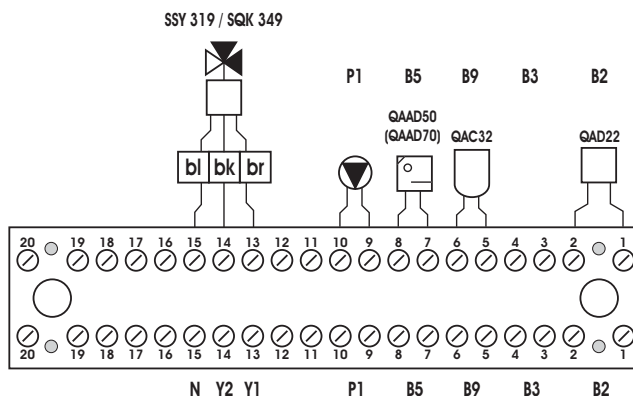 SSY 319 / SQK 349
P1 B5 B9 B3 B2
QAAD50
(QAAD70) QAC32 QAD22
bl bk br
20 19 18 17 16 15 14 13 12 11 10 9 8 7 6 5 4 3 2 1
20 19 18 17 16 15 14 13 12 11 10 9 8 7 6 5 4 3 2 1
N Y2 Y1 P1 B5 B9 B3 B2